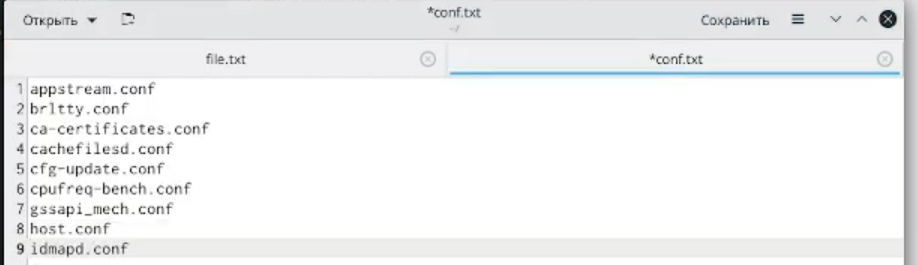 Открыть
*conf.txt
~/
Сохранить
file.txt
*conf.txt
1 appstream.conf
2 brltty.conf
3 ca-certificates.conf
4 cachefilesd.conf
5 cfg-update.conf
6 cpufreq-bench.conf
7 gssapi_mech.conf
8 host.conf
9 idmapd.conf